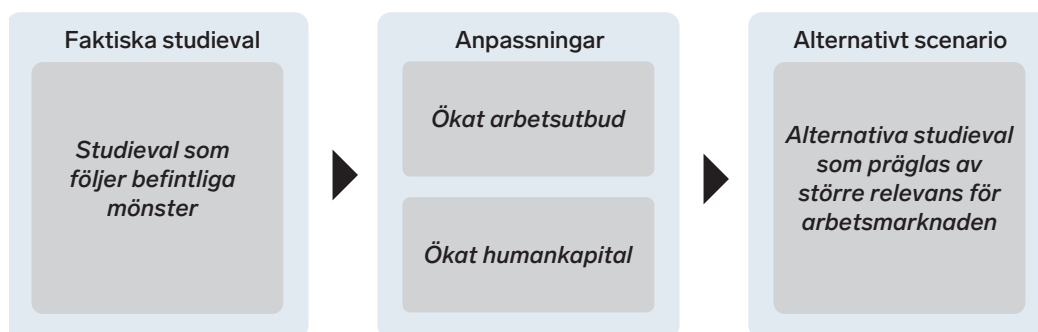 Faktiska studieval
Studieval som
följer befintliga
mönster
Anpassningar
Ökat arbetsutbud
Ökat humankapital
Alternativt scenario
Alternativa studieval
som präglas av
större relevans för
arbetsmarknaden